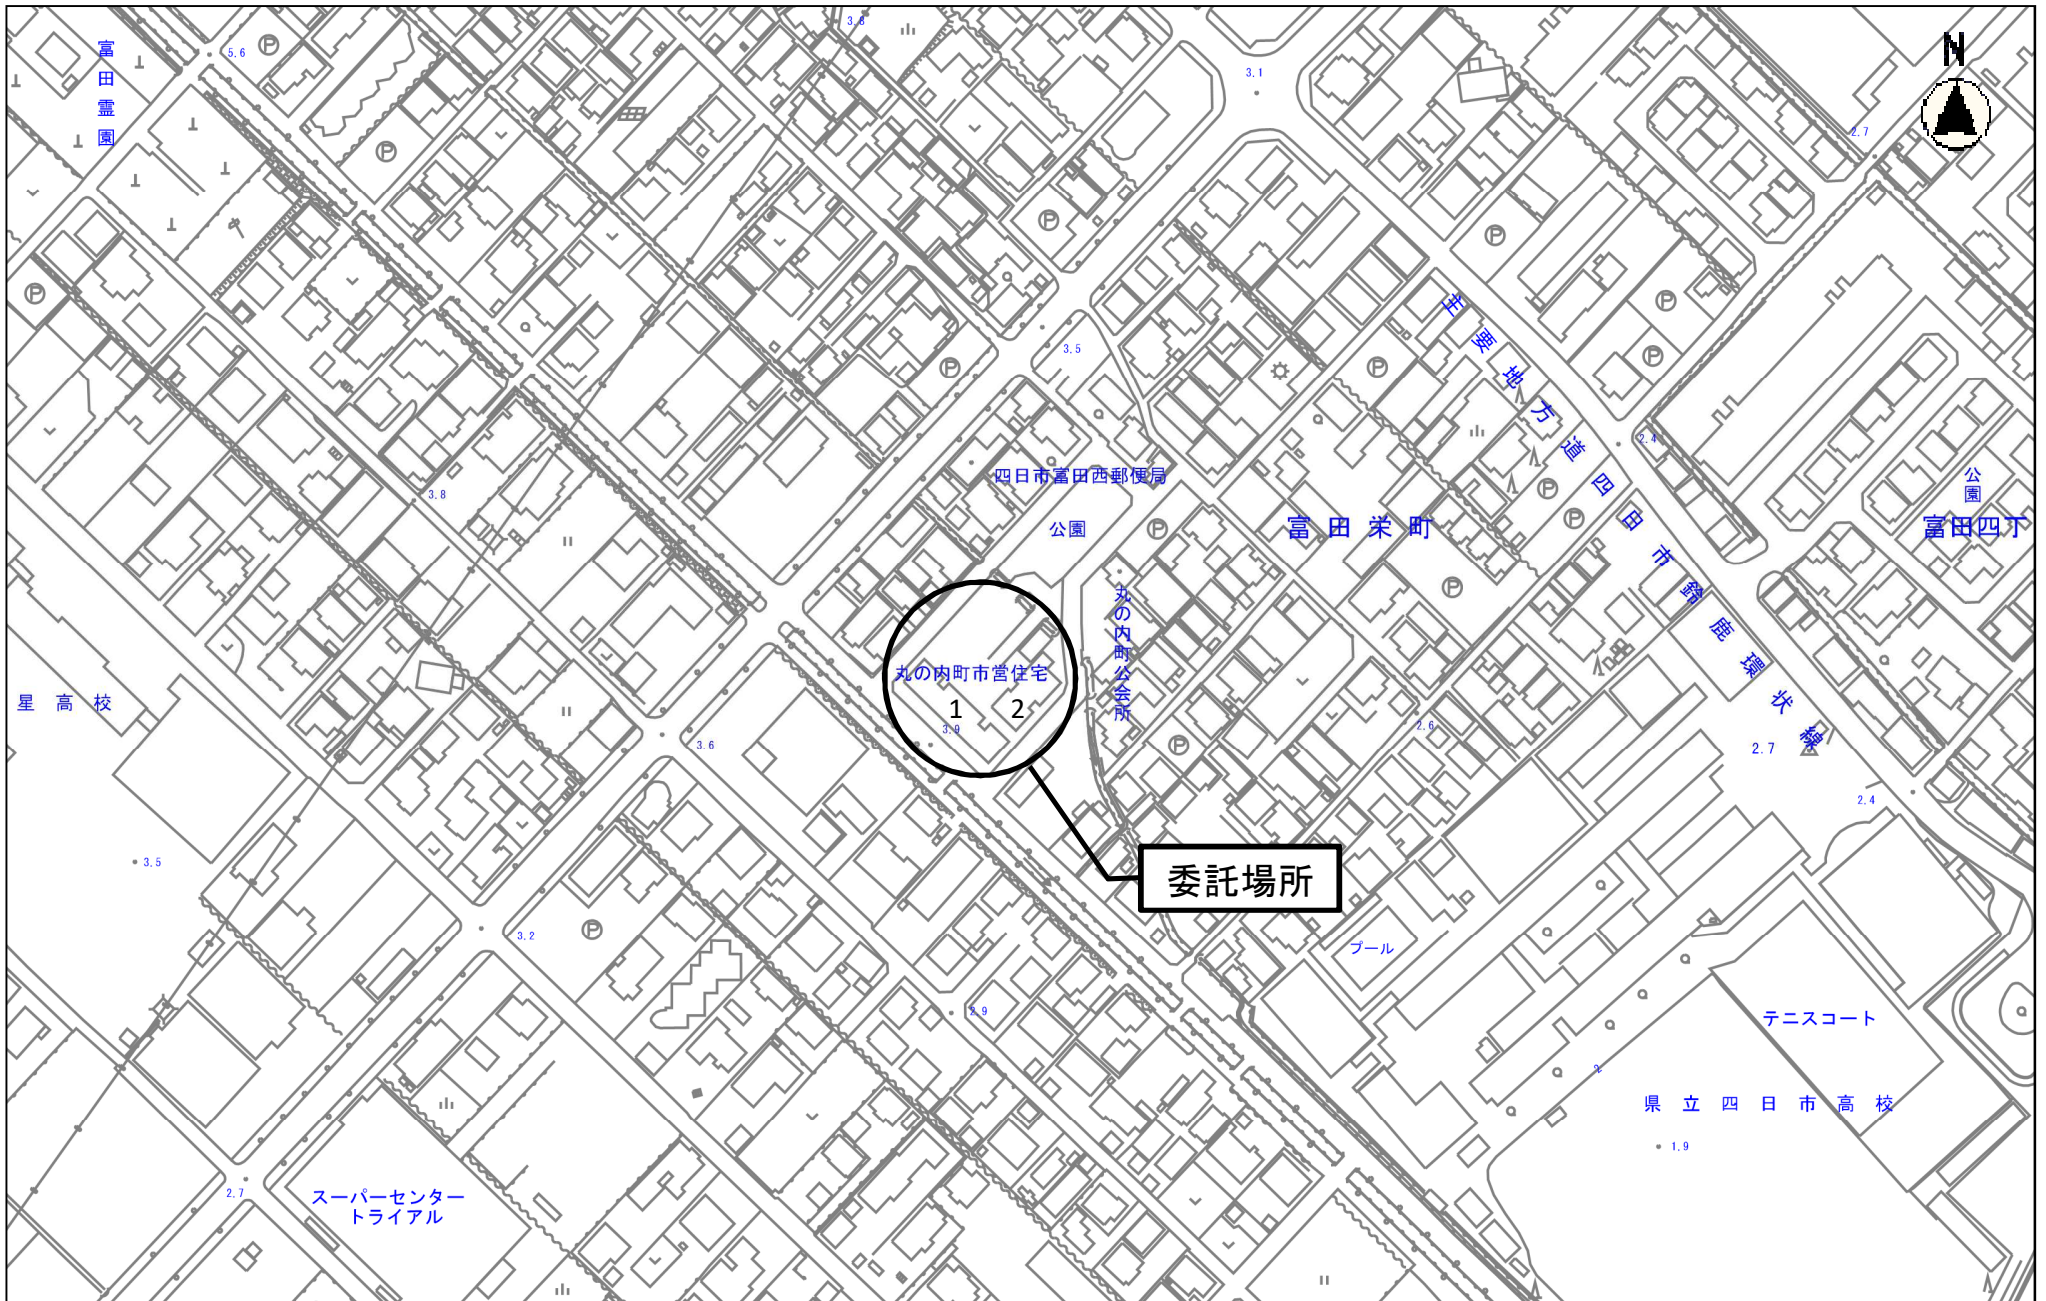 富田霊園
5.6
3.8
3.1
N
2.7
主要地方道四日市鈴鹿環状線
3.5
2.4
3.8
四日市富田西郵便局
公園
公園
富田栄町
富田四丁
丸の内町公会所
丸の内町市営住宅
1 2
3.9
星高校
2.6
3.6
2.7
2.4
3.5
委託場所
3.2
プール
2.9
テニスコート
県立四日市高校
1.9
2.7
スーパーセンター
トライアル